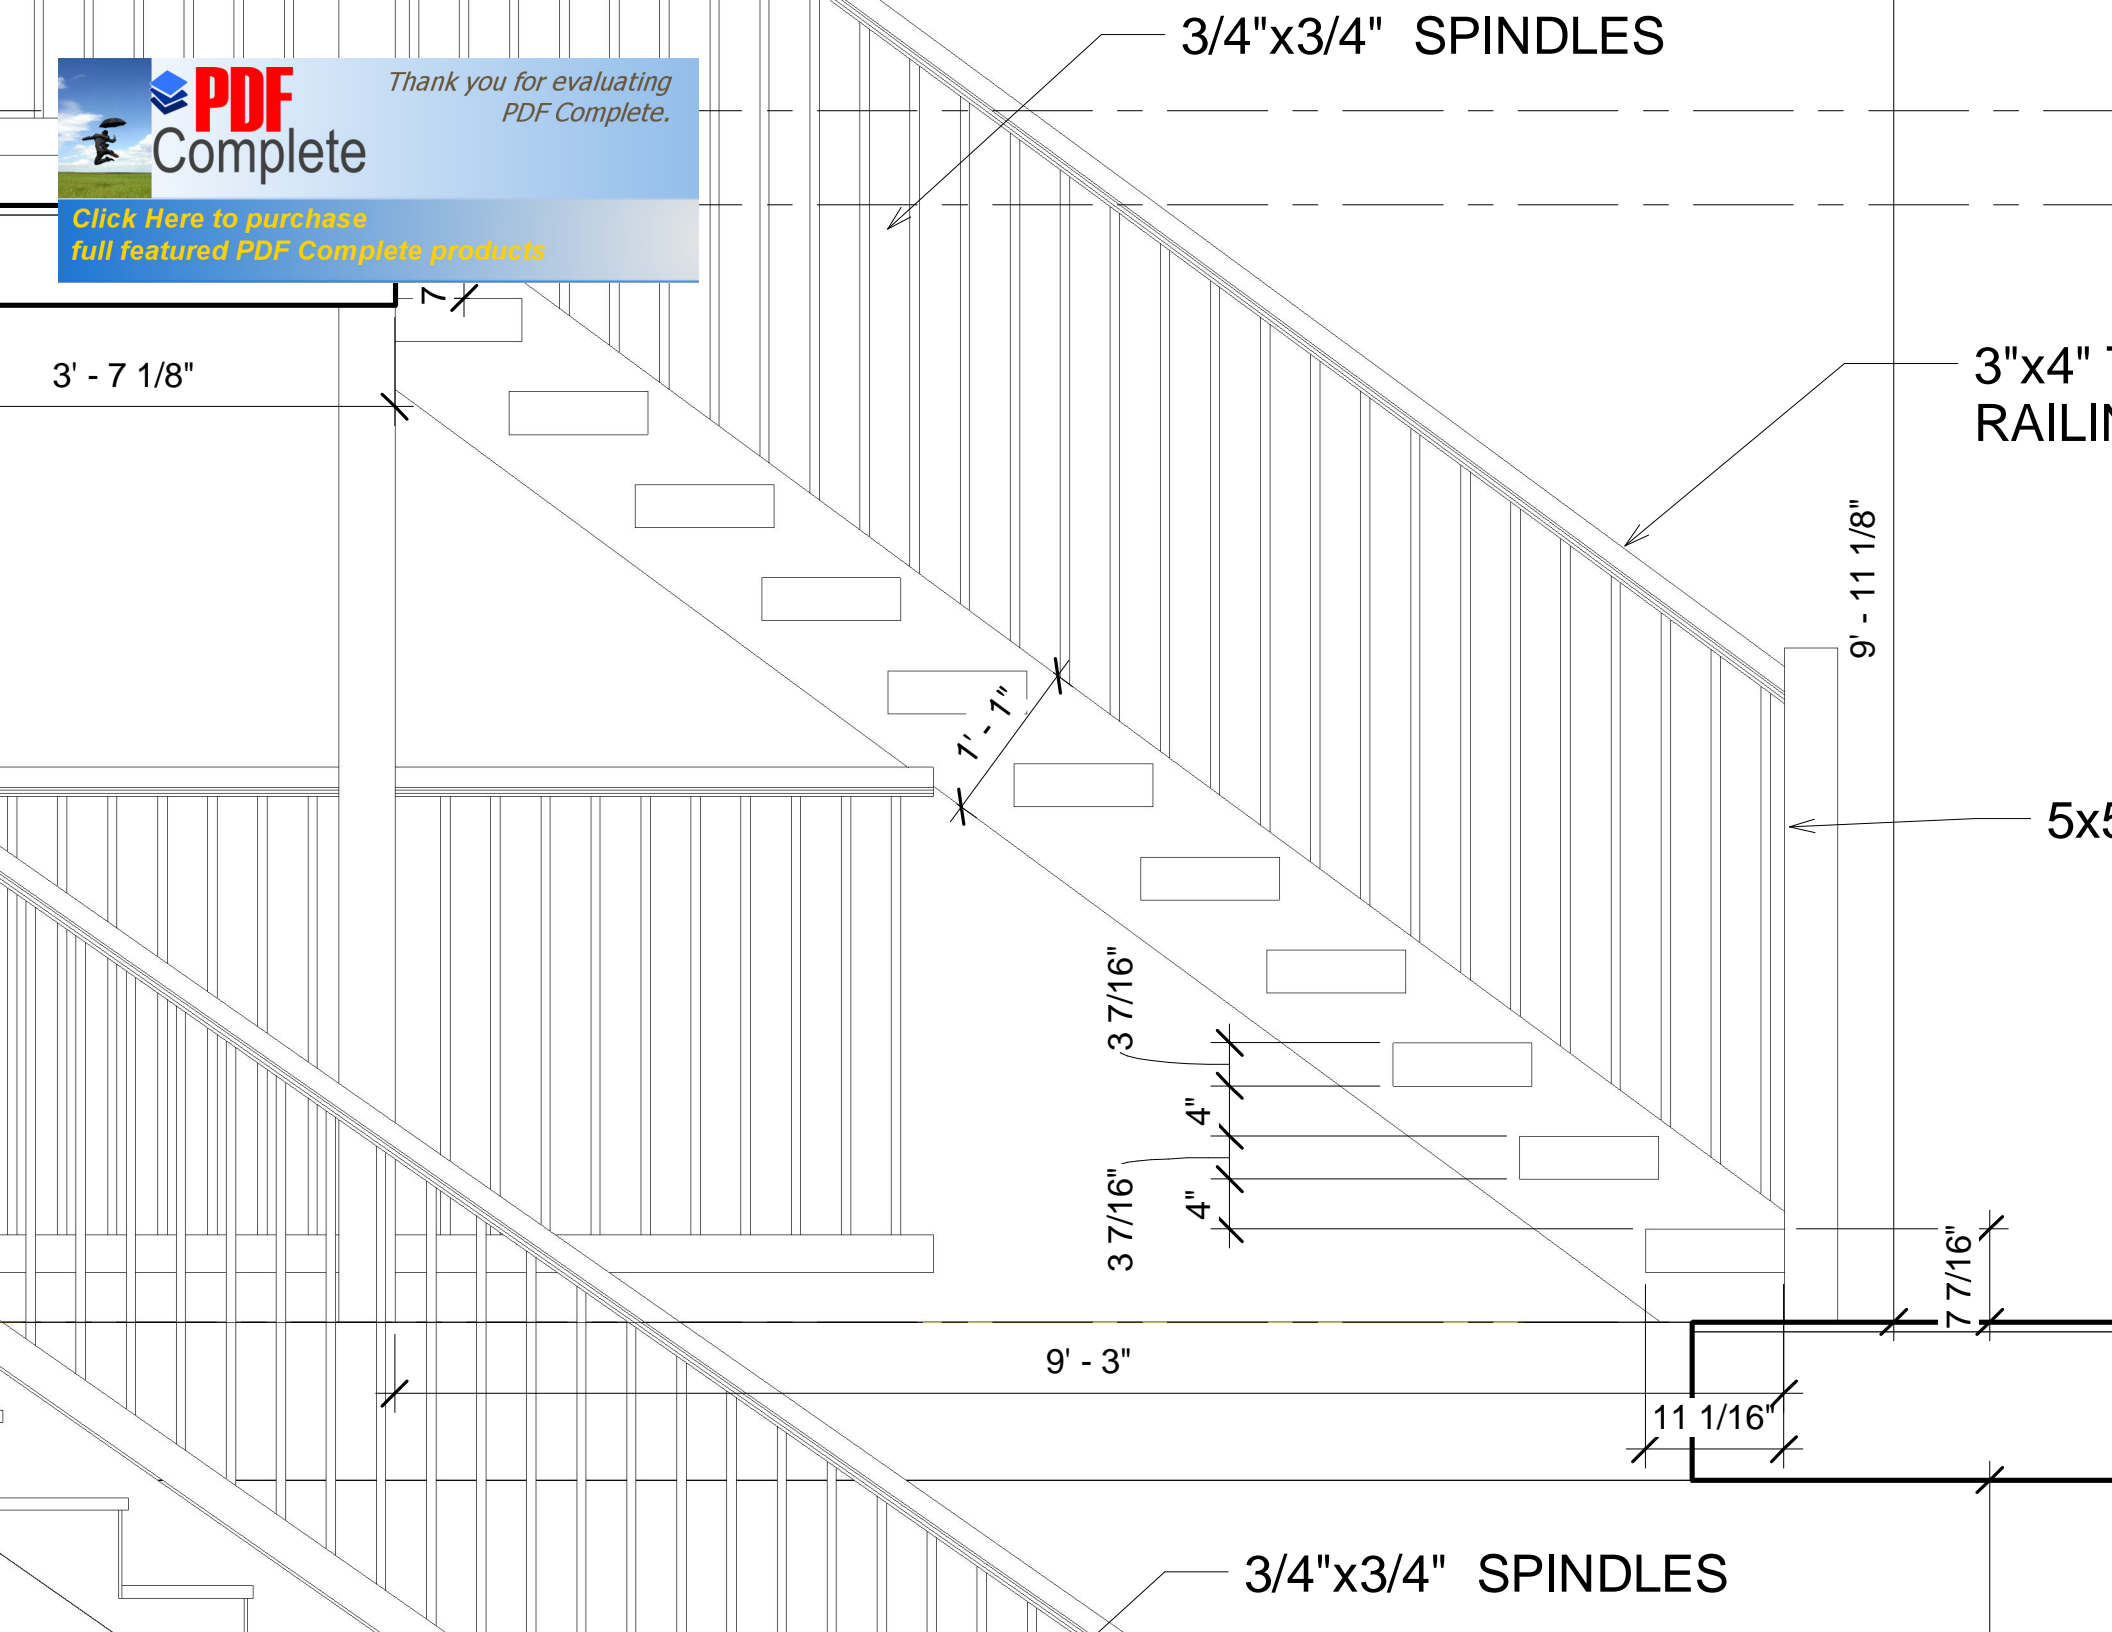 3/4"x3/4" SPINDLES
PDF
Complete
Thank you for evaluating
PDF Complete.
Click Here to purchase
full featured PDF Complete products
7
3' - 7 1/8"
3"x4"
9' - 11 1/8"
1' - 1"
5x5
3 7/16"
4"
3 7/16"
4"
7 7/16"
9' - 3"
11 1/16"
3/4"x3/4" SPINDLES